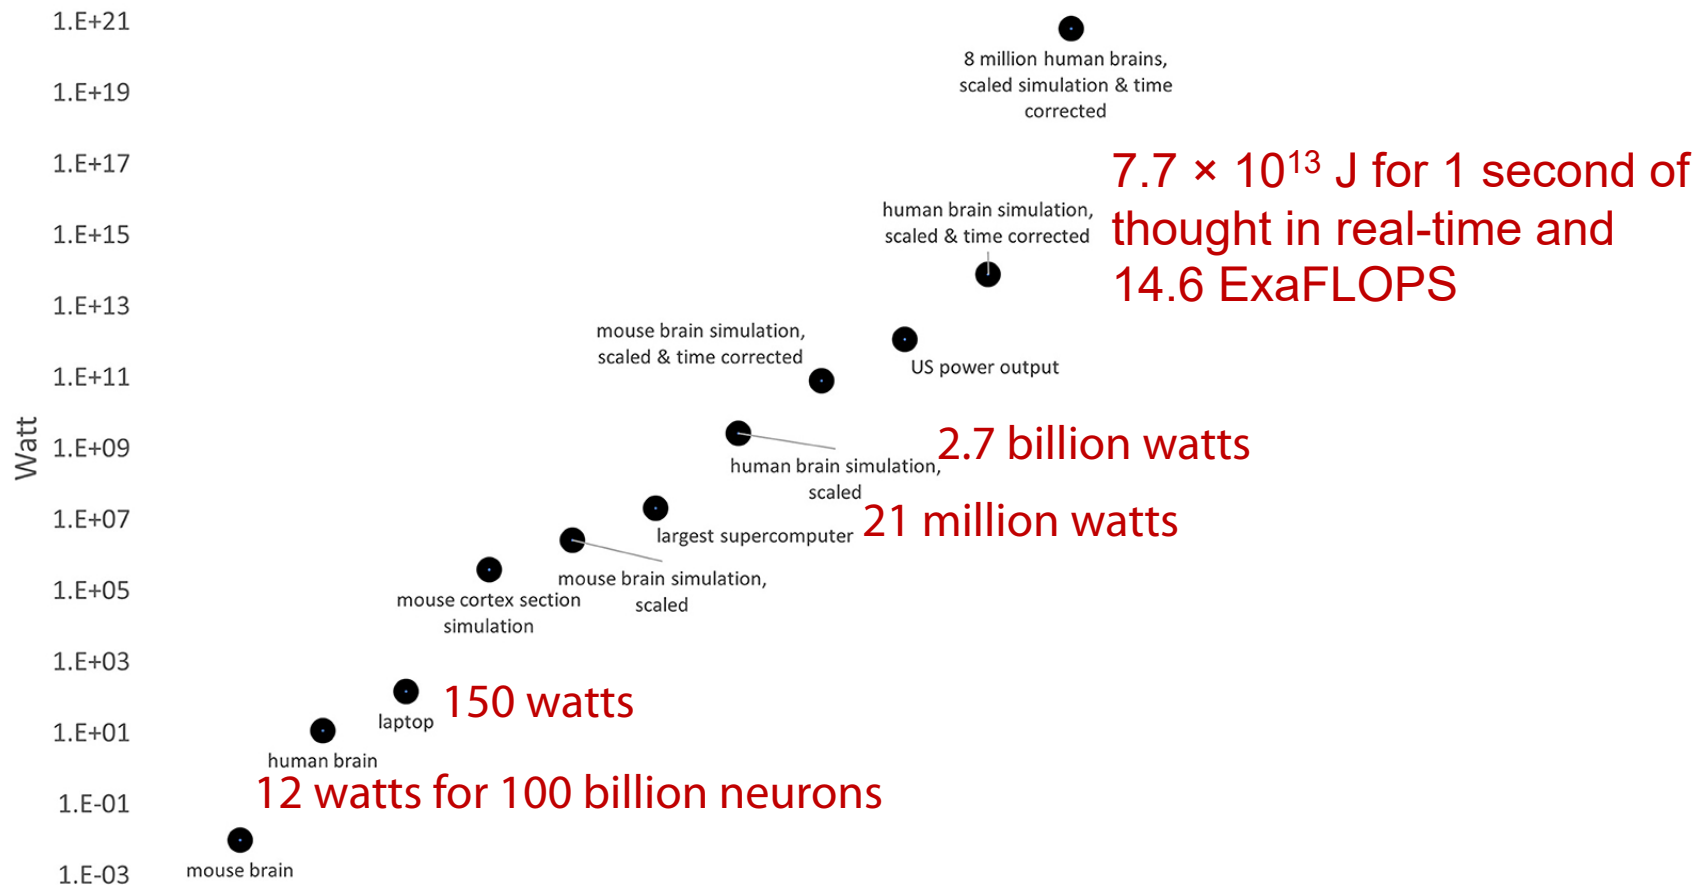 1.E+21
8 million human brains,
scaled simulation & time
corrected
1.E+19
1.E+17
7.7 × 10¹³ J for 1 second of
thought in real-time and
14.6 ExaFLOPS
human brain simulation,
scaled & time corrected
1.E+15
1.E+13
mouse brain simulation,
scaled & time corrected
US power output
1.E+11
Watt
1.E+09
2.7 billion watts
human brain simulation,
scaled
1.E+07
largest supercomputer
21 million watts
mouse brain simulation,
scaled
1.E+05
mouse cortex section
simulation
1.E+03
150 watts
laptop
1.E+01
human brain
12 watts for 100 billion neurons
1.E-01
mouse brain
1.E-03